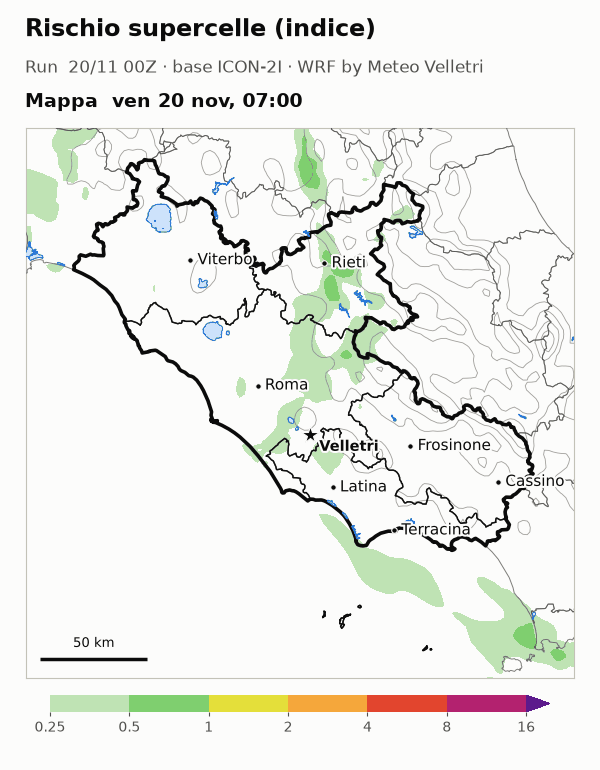 Rischio supercelle (indice)
Run 20/11 00Z · base ICON-2I · WRF by Meteo Velletri
Mappa ven 20 nov, 07:00
Viterbo
Rieti
Roma
Velletri
Frosinone
Latina
Cassino
Terracina
50 km
0.25 0.5 1 2 4 8 16